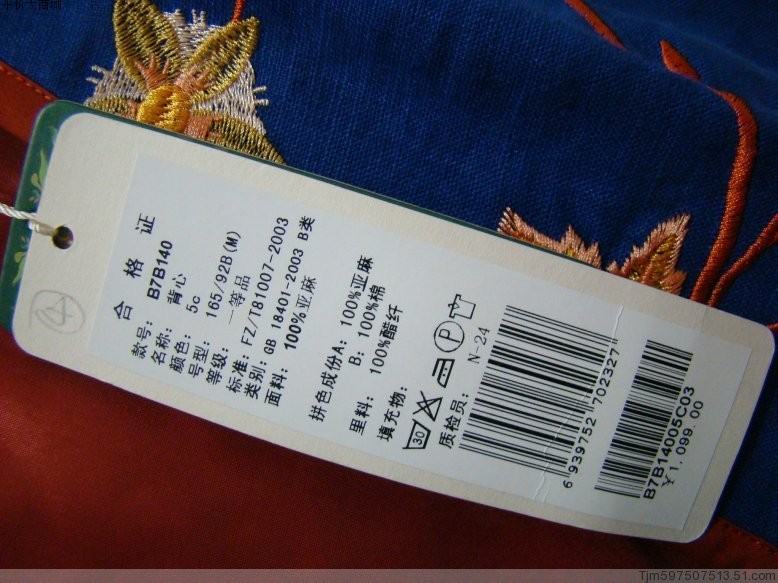 合格证
款号: B7B140
名称: 背心
颜色: 5c
号型: 165/92B(M)
等级: 一等品
标准: FZ/T81007-2003
类别: GB 18401-2003 B类
面料: 100%亚麻
拼色成份A: 100%亚麻
B: 100%棉
里料: 100%醋纤
填充物:
30 P
质检员: N-24
6 939752 702327
B7B14005C03
1,099.00
4
Tjm597507513.51.com